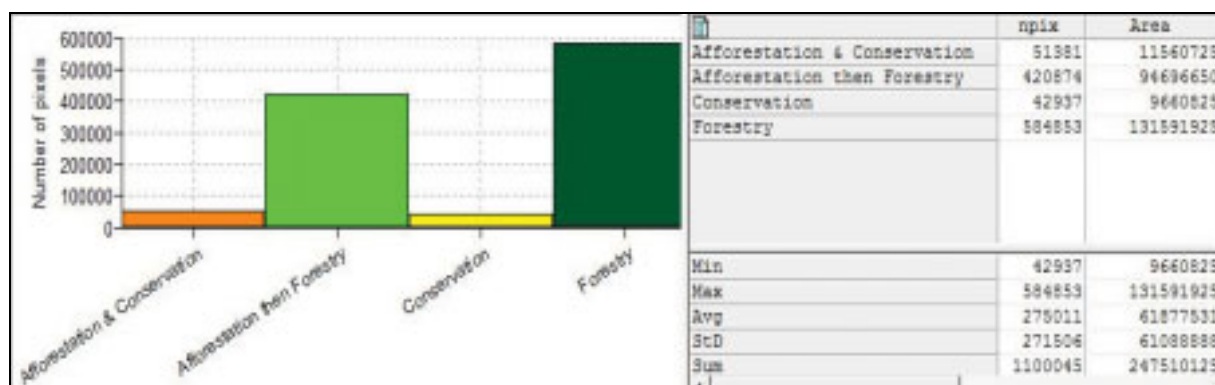 Number of pixels
600000
500000
400000
300000
200000
100000
0
Afforestation & Conservation
Afforestation then Forestry
Conservation
Forestry
npix Area
Afforestation & Conservation 51381 11560725
Afforestation then Forestry 420874 94696650
Conservation 42937 9660825
Forestry 584853 131591925
Min 42937 9660825
Max 584853 131591925
Avg 275011 61877531
StD 271506 61088888
Sum 1100045 247510125